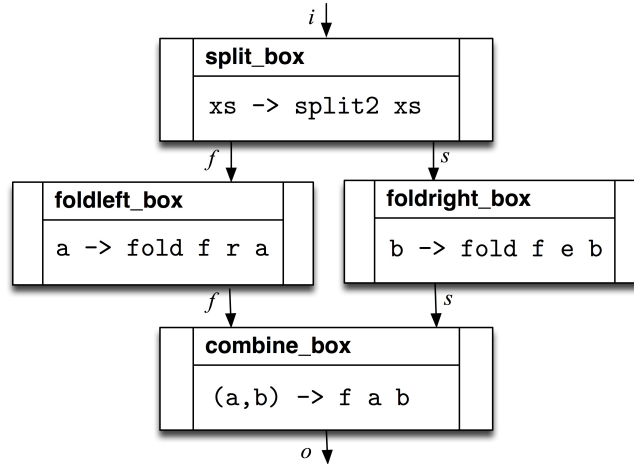 i
split_box
xs -> split2 xs
f
s
foldleft_box
a -> fold f r a
foldright_box
b -> fold f e b
f
s
combine_box
(a,b) -> f a b
o